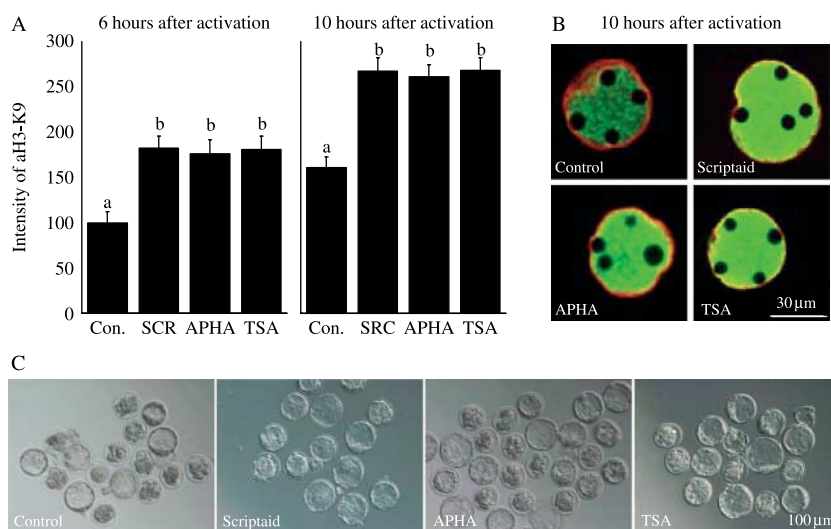 A
6 hours after activation
10 hours after activation
Intensity of aH3-K9
300
250
200
150
100
50
0
a
b
b
b
a
b
b
b
Con. SCR APHA TSA
Con. SRC APHA TSA
B
10 hours after activation
Control
Scriptaid
APHA
TSA
30 μm
C
Control
Scriptaid
APHA
TSA
100 μm